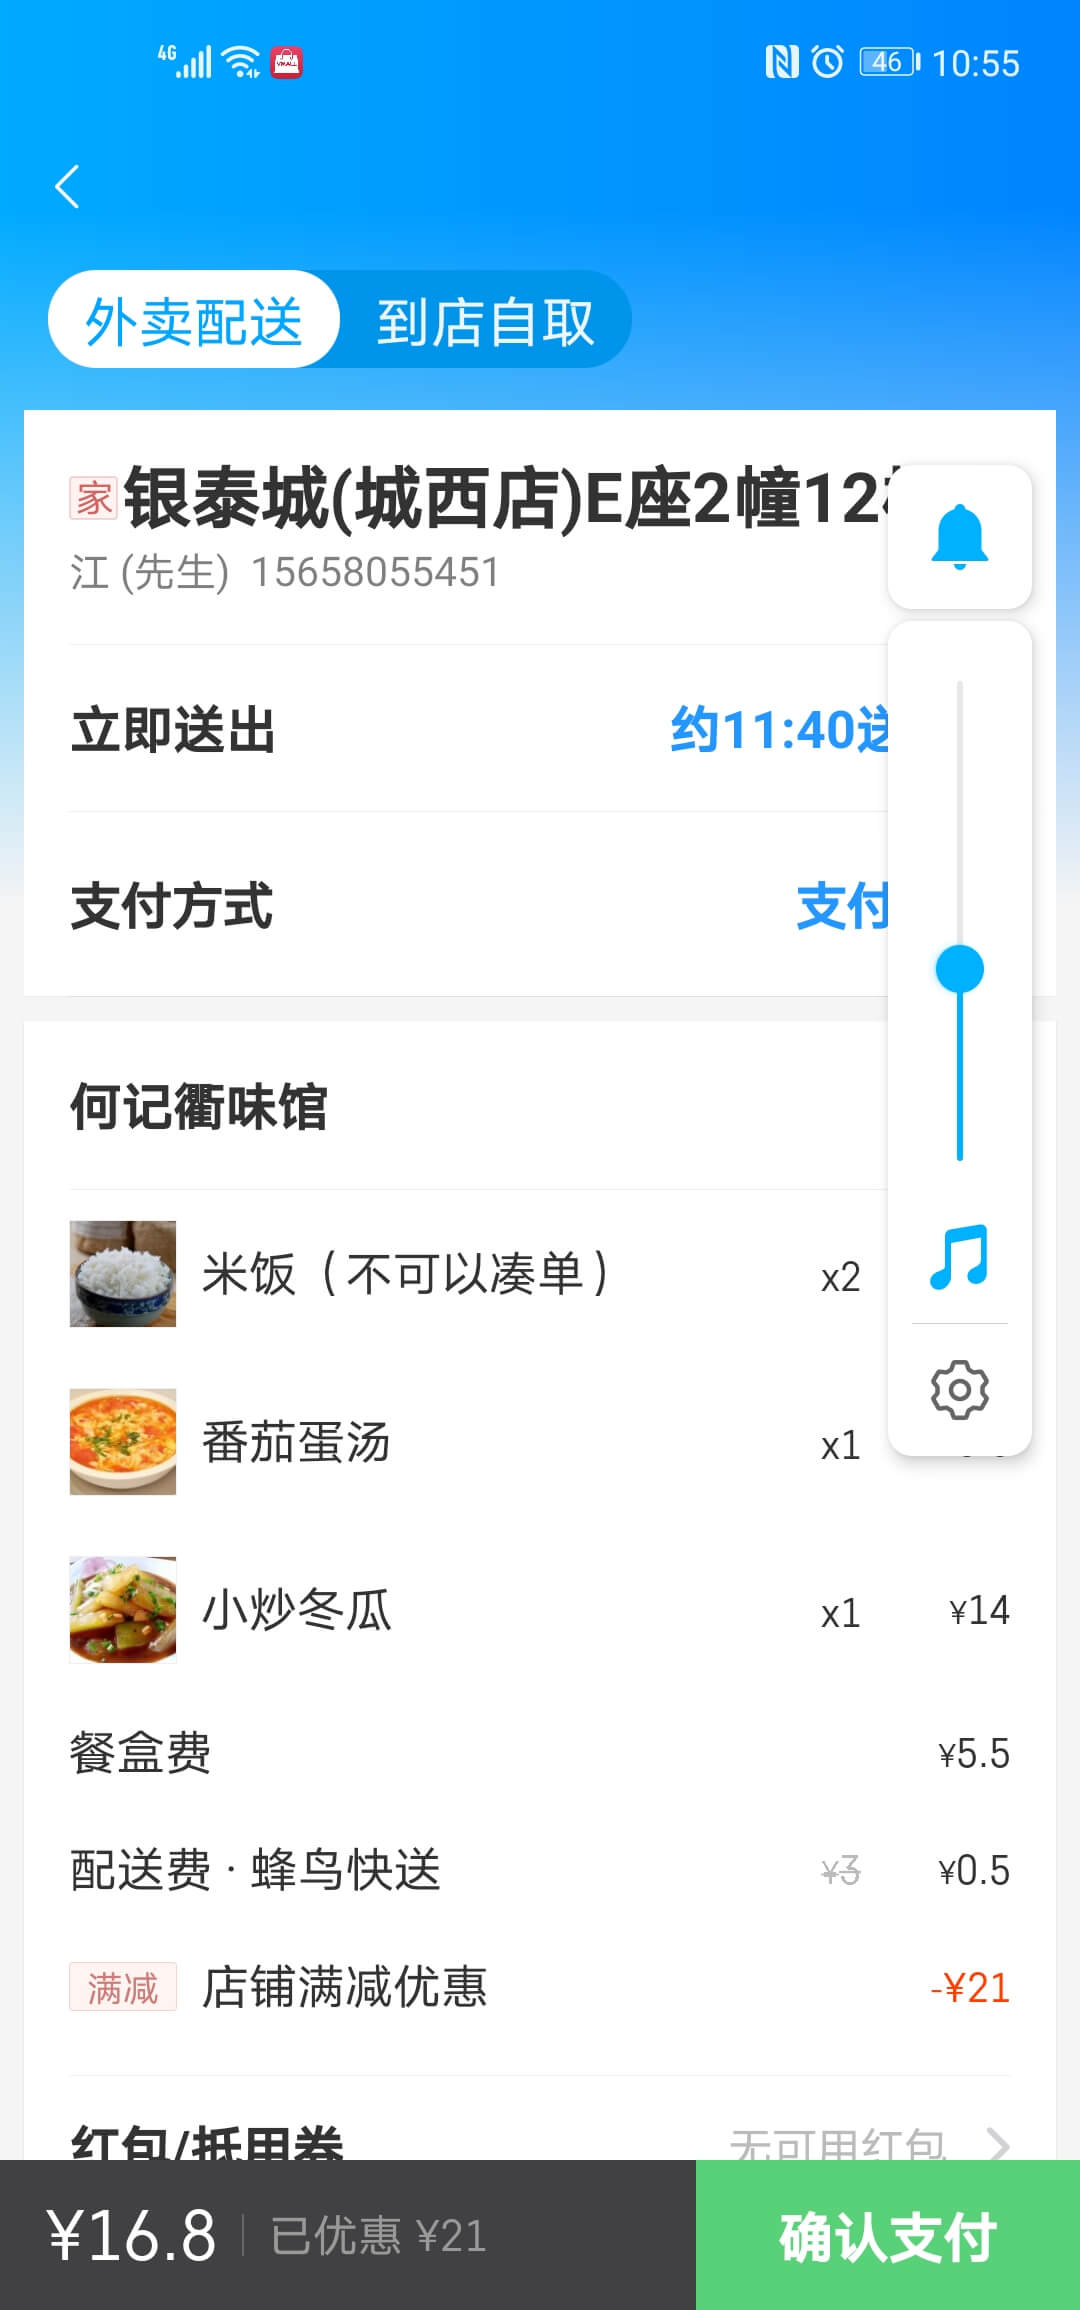 4G 46 10:55
外卖配送 到店自取
家 银泰城(城西店)E座2幢12
江 (先生) 15658055451
立即送出 约11:40送
支付方式 支付
何记衢味馆
米饭（不可以凑单） x2
番茄蛋汤 x1
小炒冬瓜 x1 ¥14
餐盒费 ¥5.5
配送费 · 蜂鸟快送 ¥3 ¥0.5
满减 店铺满减优惠 -¥21
红包/抵用券 无可用红包
¥16.8 已优惠 ¥21 确认支付